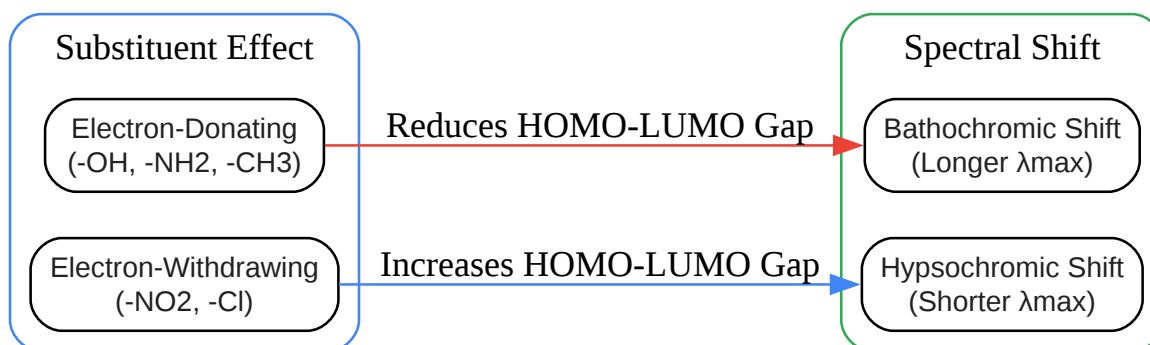 Substituent Effect
Electron-Donating
(-OH, -NH2, -CH3)
Electron-Withdrawing
(-NO2, -Cl)
Reduces HOMO-LUMO Gap
Increases HOMO-LUMO Gap
Spectral Shift
Bathochromic Shift
(Longer λmax)
Hypsochromic Shift
(Shorter λmax)